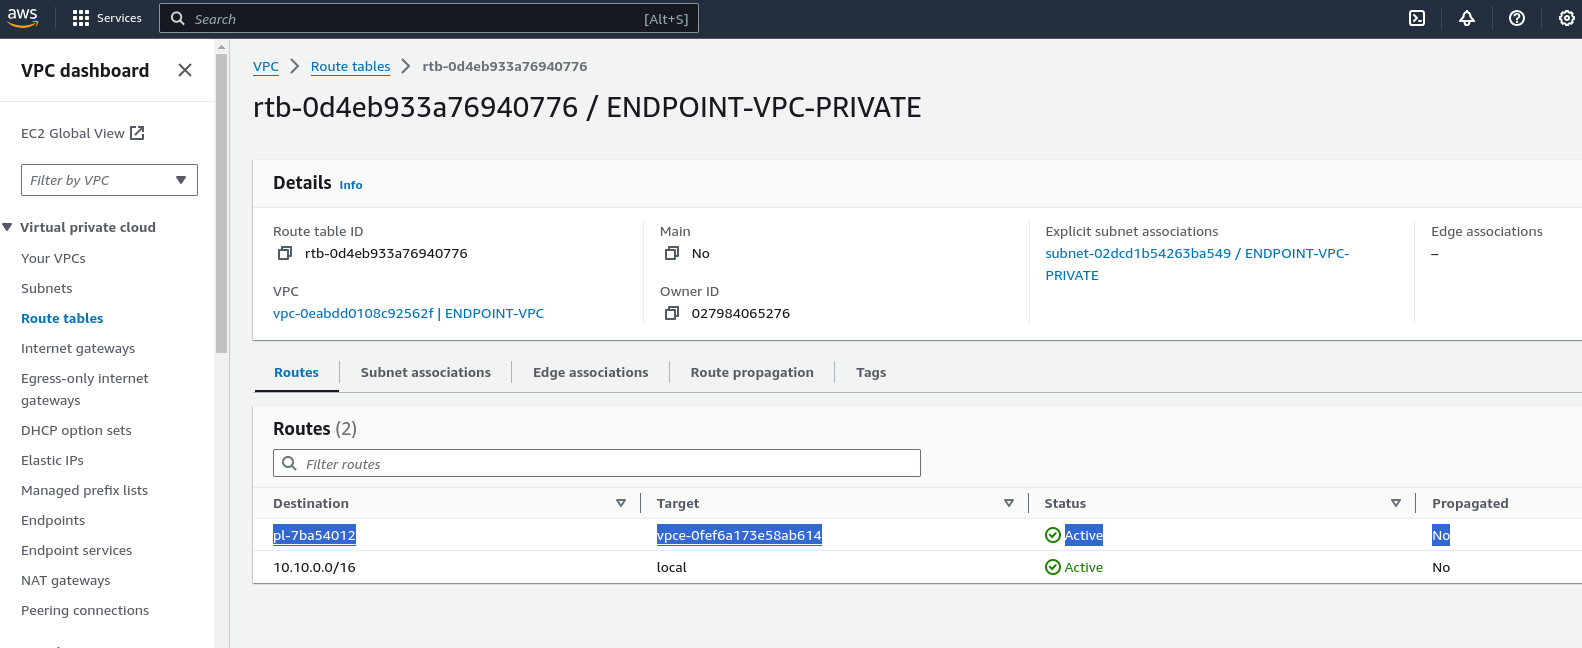 aws Services Search [Alt+S]
VPC dashboard
EC2 Global View
Filter by VPC
Virtual private cloud
Your VPCs
Subnets
Route tables
Internet gateways
Egress-only internet
gateways
DHCP option sets
Elastic IPs
Managed prefix lists
Endpoints
Endpoint services
NAT gateways
Peering connections
VPC Route tables rtb-0d4eb933a76940776
rtb-0d4eb933a76940776 / ENDPOINT-VPC-PRIVATE
Details Info
Route table ID
rtb-0d4eb933a76940776
VPC
vpc-0eabdd0108c92562f | ENDPOINT-VPC
Main
No
Owner ID
027984065276
Explicit subnet associations
subnet-02dcd1b54263ba549 / ENDPOINT-VPC-
PRIVATE
Edge associations
–
Routes Subnet associations Edge associations Route propagation Tags
Routes (2)
Filter routes
Destination Target Status Propagated
pl-7ba54012 vpce-0fef6a173e58ab614 Active No
10.10.0.0/16 local Active No